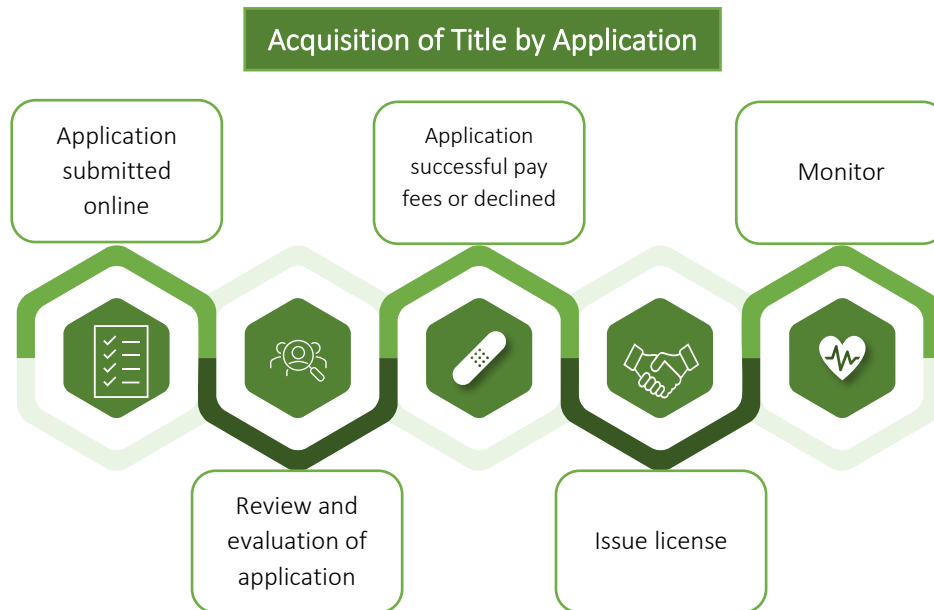 Acquisition of Title by Application
Application
submitted
online
Review and
evaluation of
application
Application
successful pay
fees or declined
Issue license
Monitor